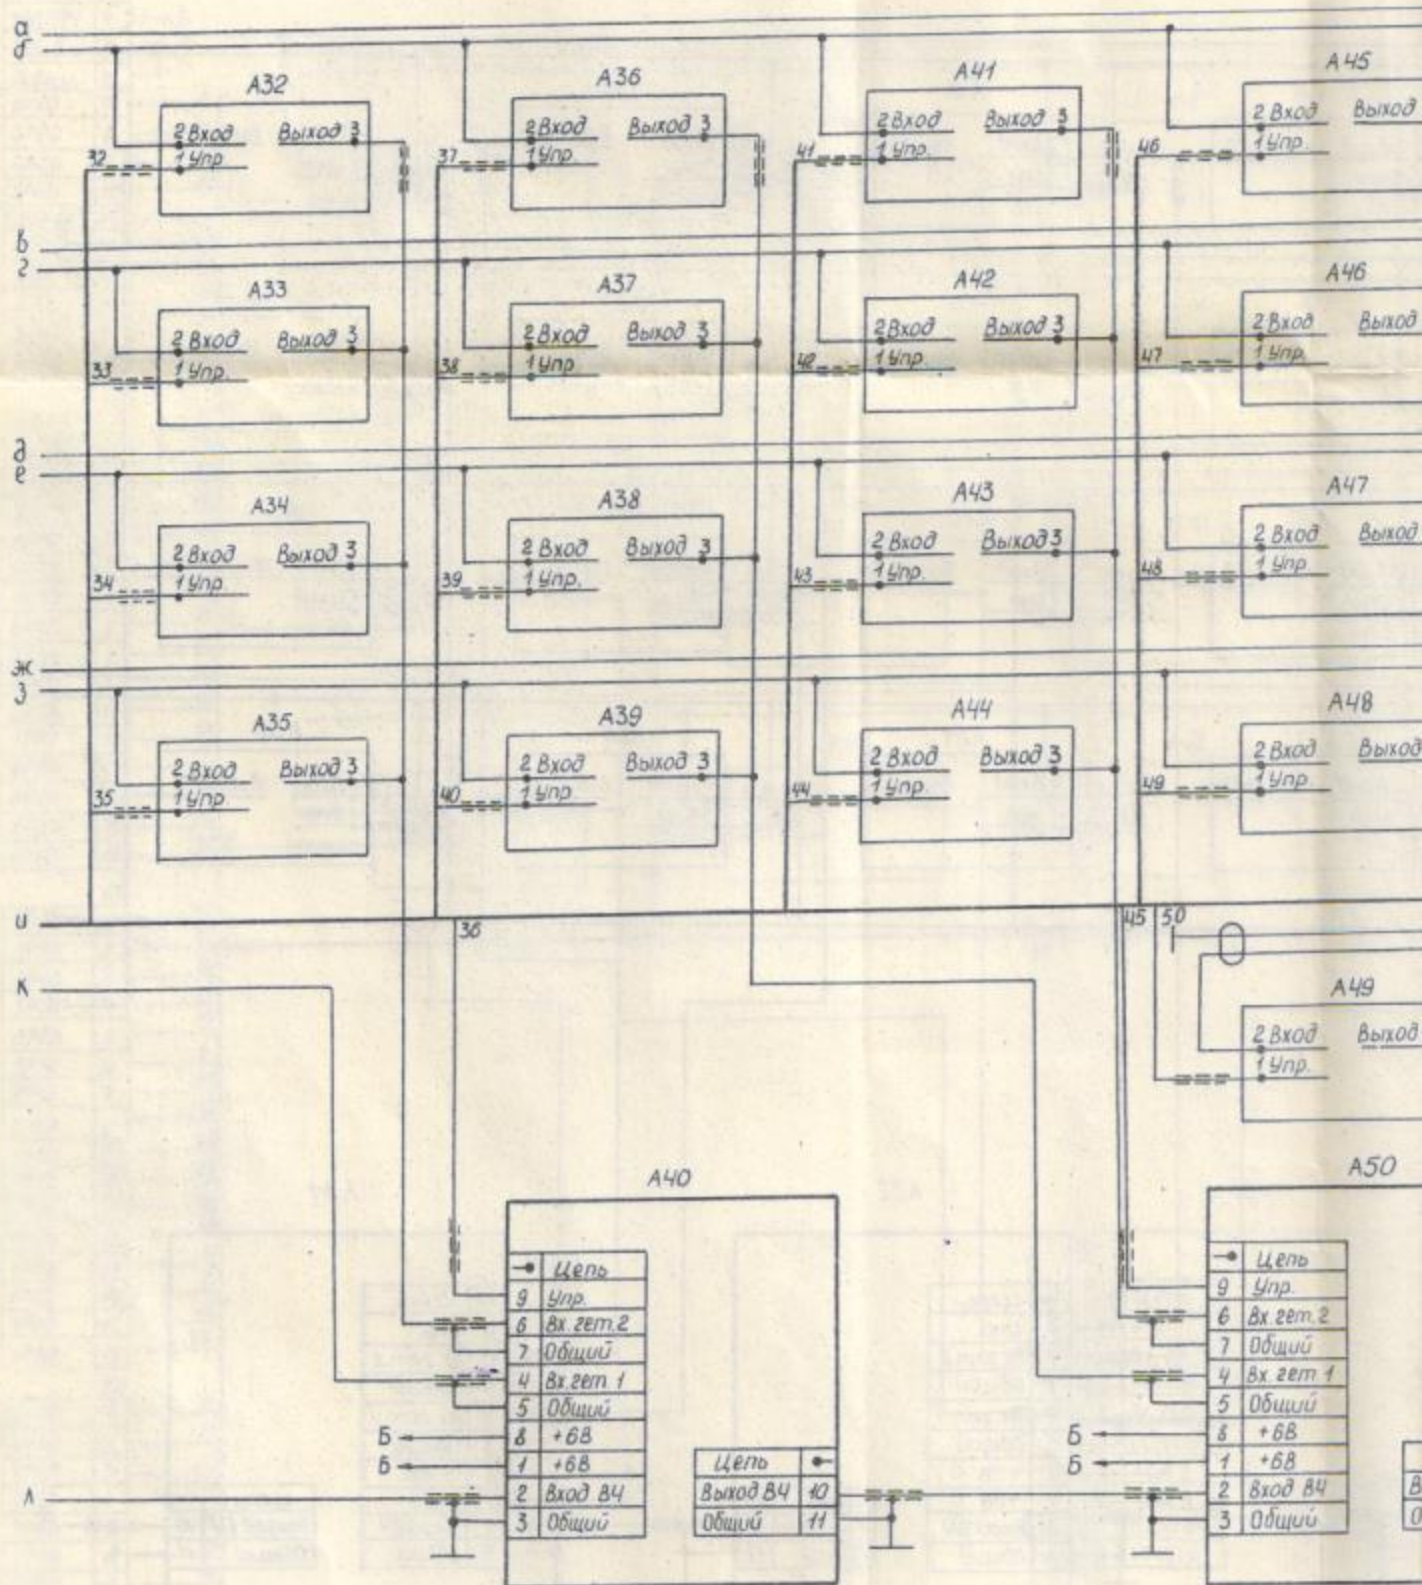 а
б
А32
А36
А41
А45
2 Вход Выход 3
2 Вход Выход 3
2 Вход Выход 3
2 Вход Выход
32 1 Упр.
37 1 Упр.
41 1 Упр.
46 1 Упр.
в
г
А33
А37
А42
А46
2 Вход Выход 3
2 Вход Выход 3
2 Вход Выход 3
2 Вход Выход
33 1 Упр.
38 1 Упр
42 1 Упр.
47 1 Упр.
д
е
А34
А38
А43
А47
2 Вход Выход 3
2 Вход Выход 3
2 Вход Выход 3
2 Вход Выход
34 1 Упр.
39 1 Упр.
43 1 Упр.
48 1 Упр
ж
з
А35
А39
А44
А48
2 Вход Выход 3
2 Вход Выход 3
2 Вход Выход 3
2 Вход Выход
35 1 Упр.
40 1 Упр.
44 1 Упр.
49 1 Упр.
и
36
45
50
к
А49
2 Вход Выход
1 Упр.
А40
Цепь
9 Упр.
6 Вх. гет. 2
7 Общий
4 Вх. гет. 1
5 Общий
Б 8 +6В
Б 1 +6В
2 Вход ВЧ
3 Общий
Цепь
Выход ВЧ 10
Общий 11
л
А50
Цепь
9 Упр.
6 Вх. гет. 2
7 Общий
4 Вх. гет. 1
5 Общий
Б 8 +6В
Б 1 +6В
2 Вход ВЧ
3 Общий
В
О